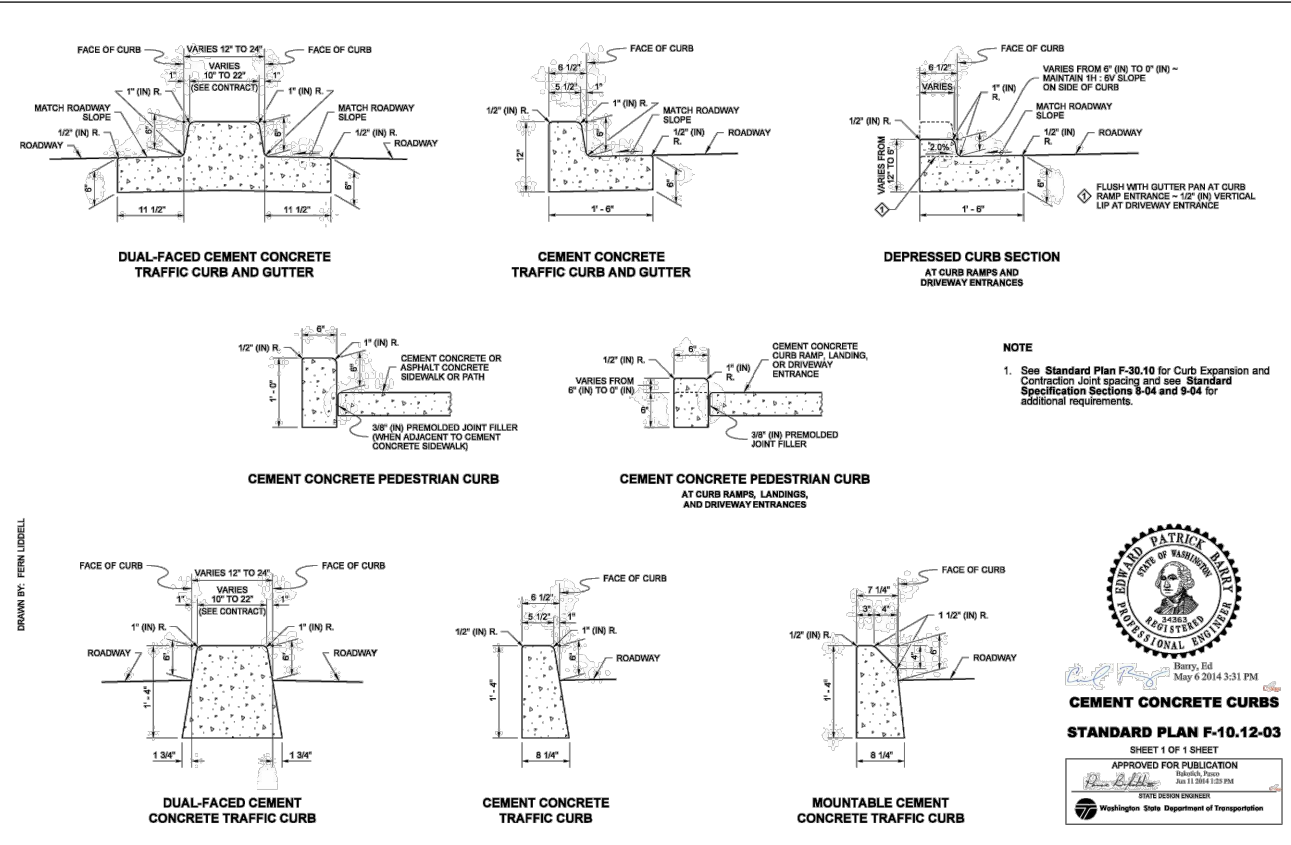 FACE OF CURB
VARIES 12" TO 24"
FACE OF CURB
VARIES
1"
10" TO 22"
1"
(SEE CONTRACT)
1" (IN) R.
1" (IN) R.
MATCH ROADWAY
SLOPE
MATCH ROADWAY
SLOPE
6"
6"
1/2" (IN) R.
1/2" (IN) R.
ROADWAY
ROADWAY
6"
6"
11 1/2"
11 1/2"
DUAL-FACED CEMENT CONCRETE
TRAFFIC CURB AND GUTTER
FACE OF CURB
6 1/2"
5 1/2"
1"
1/2" (IN) R.
1" (IN) R.
MATCH ROADWAY
SLOPE
6"
1/2" (IN)
R.
ROADWAY
12"
6"
1' - 6"
CEMENT CONCRETE
TRAFFIC CURB AND GUTTER
FACE OF CURB
6 1/2"
VARIES
VARIES FROM 6" (IN) TO 0" (IN) ~
MAINTAIN 1H : 6V SLOPE
ON SIDE OF CURB
1" (IN)
R.
MATCH ROADWAY
SLOPE
1/2" (IN) R.
1/2" (IN)
R.
ROADWAY
2.0%
VARIES FROM
12" TO 6"
6"
1
1' - 6"
1
FLUSH WITH GUTTER PAN AT CURB
RAMP ENTRANCE ~ 1/2" (IN) VERTICAL
LIP AT DRIVEWAY ENTRANCE
DEPRESSED CURB SECTION
AT CURB RAMPS AND
DRIVEWAY ENTRANCES
6"
1/2" (IN) R.
1" (IN) R.
CEMENT CONCRETE OR
ASPHALT CONCRETE
SIDEWALK OR PATH
6"
1' - 0"
3/8" (IN) PREMOLDED JOINT FILLER
(WHEN ADJACENT TO CEMENT
CONCRETE SIDEWALK)
CEMENT CONCRETE PEDESTRIAN CURB
6"
1/2" (IN) R.
1" (IN)
R.
CEMENT CONCRETE
CURB RAMP, LANDING,
OR DRIVEWAY
ENTRANCE
VARIES FROM
6" (IN) TO 0" (IN)
6"
3/8" (IN) PREMOLDED
JOINT FILLER
CEMENT CONCRETE PEDESTRIAN CURB
AT CURB RAMPS, LANDINGS,
AND DRIVEWAY ENTRANCES
NOTE
1. See Standard Plan F-30.10 for Curb Expansion and
Contraction Joint spacing and see Standard
Specification Sections 8-04 and 9-04 for
additional requirements.
DRAWN BY: FERN LIDDELL
FACE OF CURB
VARIES 12" TO 24"
FACE OF CURB
VARIES
1"
10" TO 22"
1"
(SEE CONTRACT)
1" (IN) R.
1" (IN) R.
6"
6"
ROADWAY
ROADWAY
1' - 4"
1 3/4"
1 3/4"
DUAL-FACED CEMENT
CONCRETE TRAFFIC CURB
FACE OF CURB
6 1/2"
5 1/2"
1"
1/2" (IN) R.
1" (IN) R.
6"
ROADWAY
1' - 4"
8 1/4"
CEMENT CONCRETE
TRAFFIC CURB
FACE OF CURB
7 1/4"
3"
4"
1 1/2" (IN) R.
1/2" (IN) R.
4"
6"
ROADWAY
1' - 4"
8 1/4"
MOUNTABLE CEMENT
CONCRETE TRAFFIC CURB
EDWARD PATRICK BARRY
STATE OF WASHINGTON
34363
REGISTERED
PROFESSIONAL ENGINEER
Barry, Ed
May 6 2014 3:31 PM
CEMENT CONCRETE CURBS
STANDARD PLAN F-10.12-03
SHEET 1 OF 1 SHEET
APPROVED FOR PUBLICATION
Bakotich, Pasco
Jun 11 2014 1:23 PM
STATE DESIGN ENGINEER
Washington State Department of Transportation